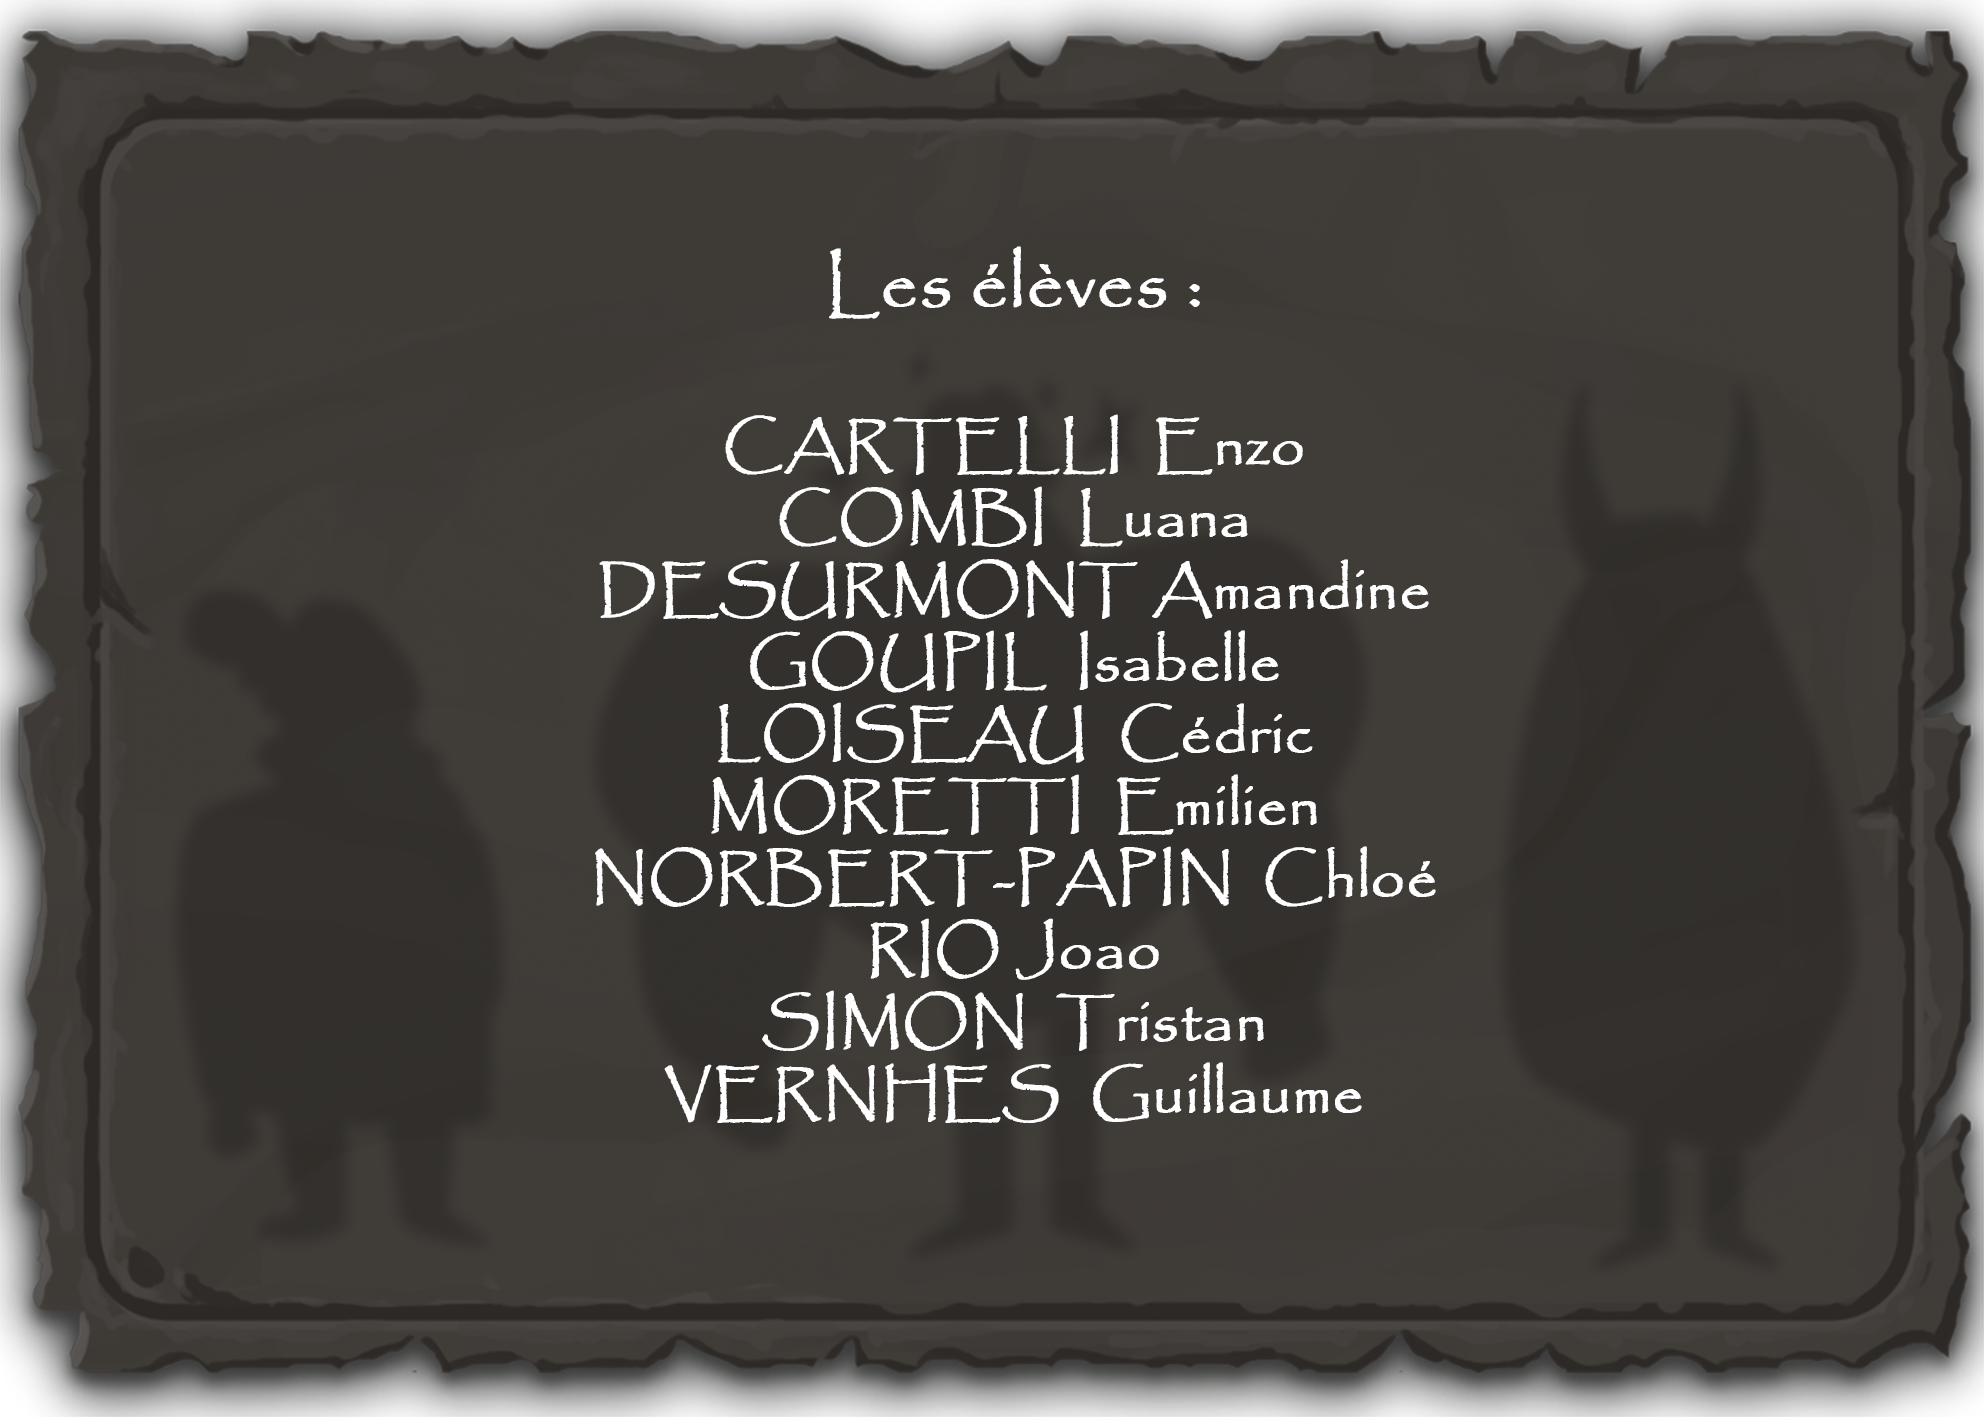 Les élèves :
CARTELLI Enzo
COMBI Luana
DESURMONT Amandine
GOUPIL Isabelle
LOISEAU Cédric
MORETTI Emilien
NORBERT-PAPIN Chloé
RIO Joao
SIMON Tristan
VERNHES Guillaume